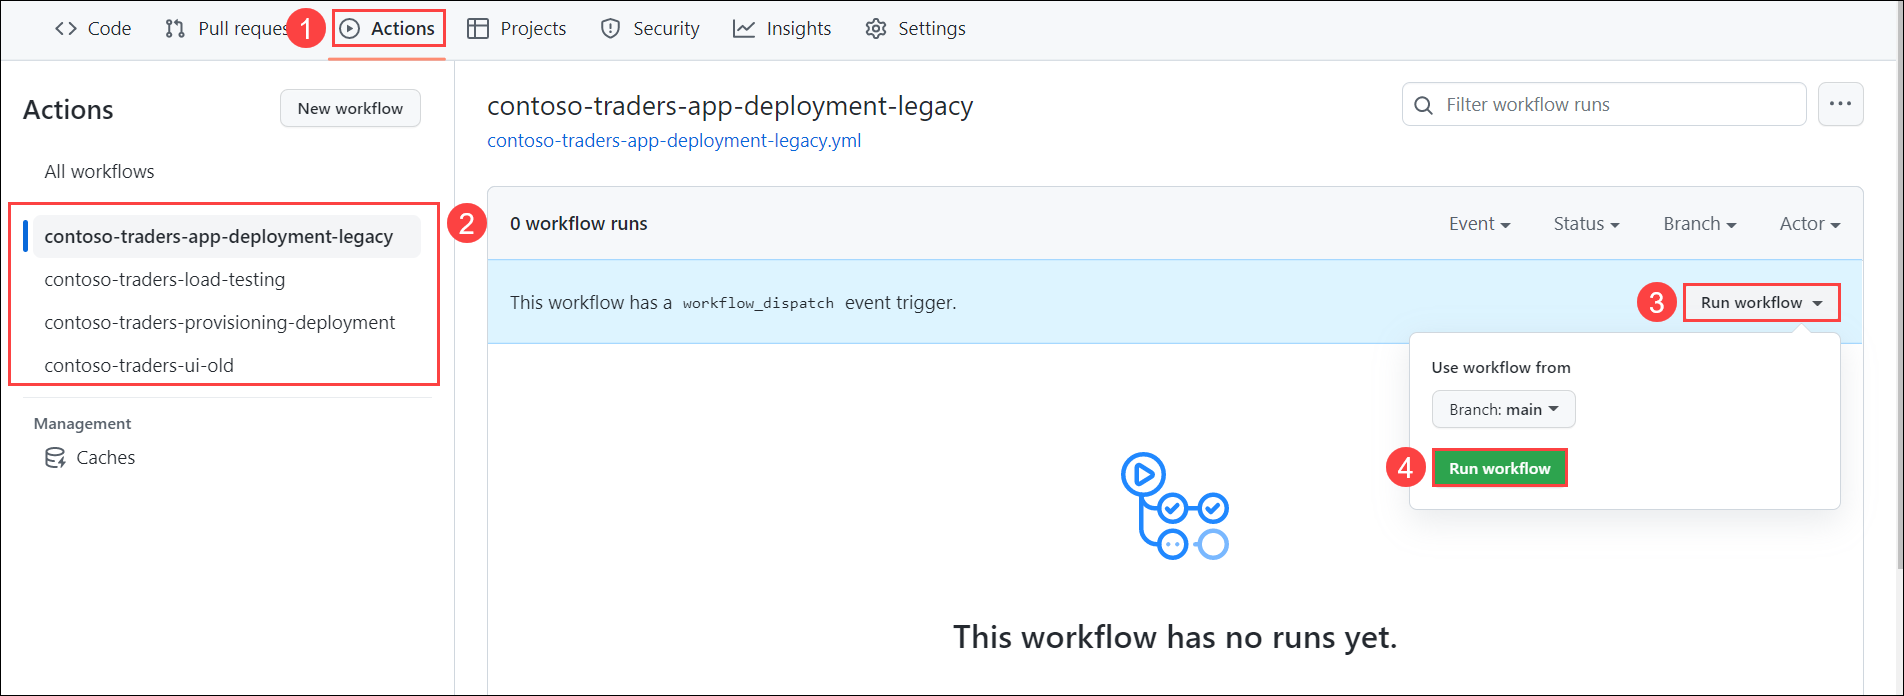 Code
Pull reques
1
Actions
Projects
Security
Insights
Settings
Actions
New workflow
All workflows
2
contoso-traders-app-deployment-legacy
contoso-traders-load-testing
contoso-traders-provisioning-deployment
contoso-traders-ui-old
Management
Caches
contoso-traders-app-deployment-legacy
contoso-traders-app-deployment-legacy.yml
Filter workflow runs
0 workflow runs
Event
Status
Branch
Actor
This workflow has a workflow_dispatch event trigger.
3
Run workflow
Use workflow from
Branch: main
4
Run workflow
This workflow has no runs yet.